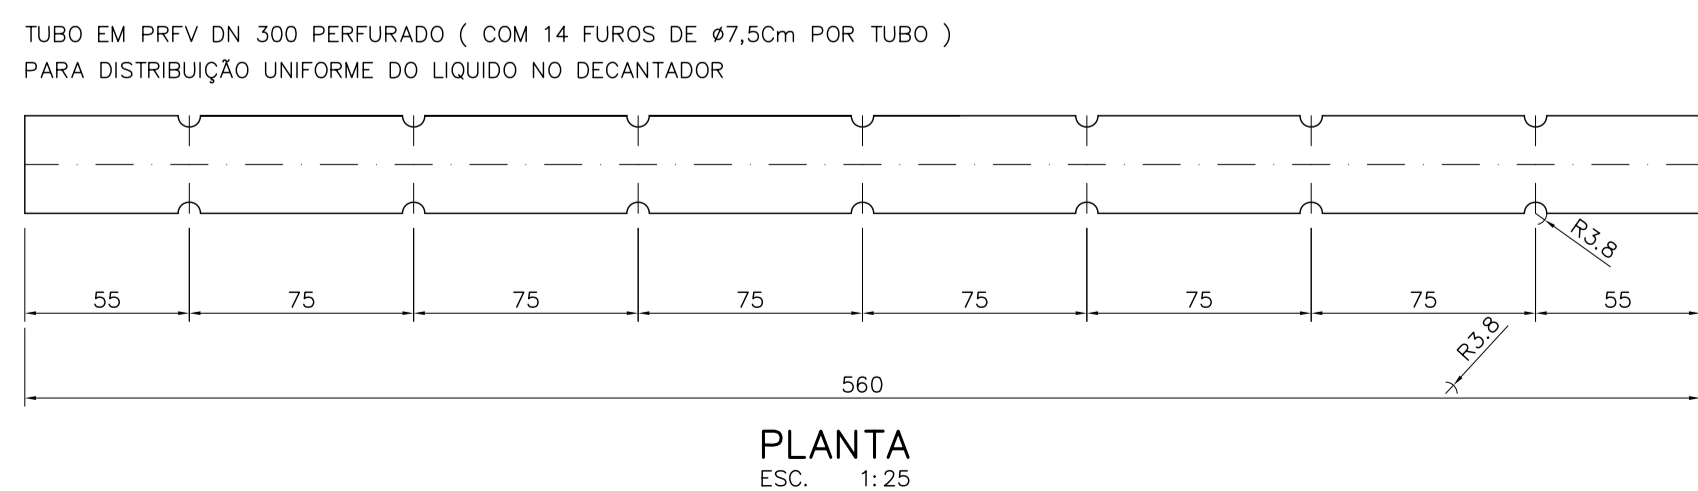 TUBO EM PRFV DN 300 PERFURADO ( COM 14 FUROS DE ø7,5Cm POR TUBO )
PARA DISTRIBUIÇÃO UNIFORME DO LIQUIDO NO DECANTADOR
R3.8
55 75 75 75 75 75 75 55
R3.8
560
PLANTA
ESC. 1:25